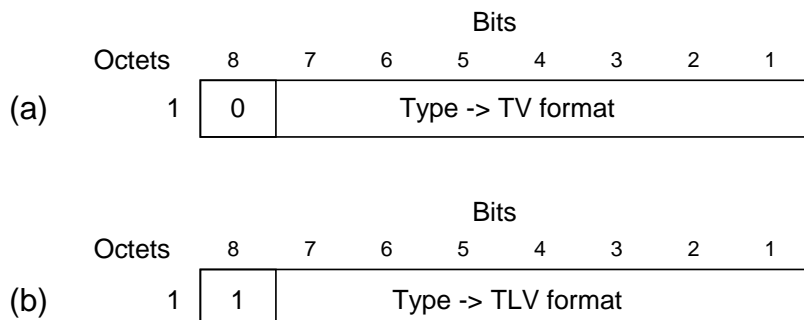 Bits
Octets 8 7 6 5 4 3 2 1
(a) 1 0 Type -> TV format
Bits
Octets 8 7 6 5 4 3 2 1
(b) 1 1 Type -> TLV format